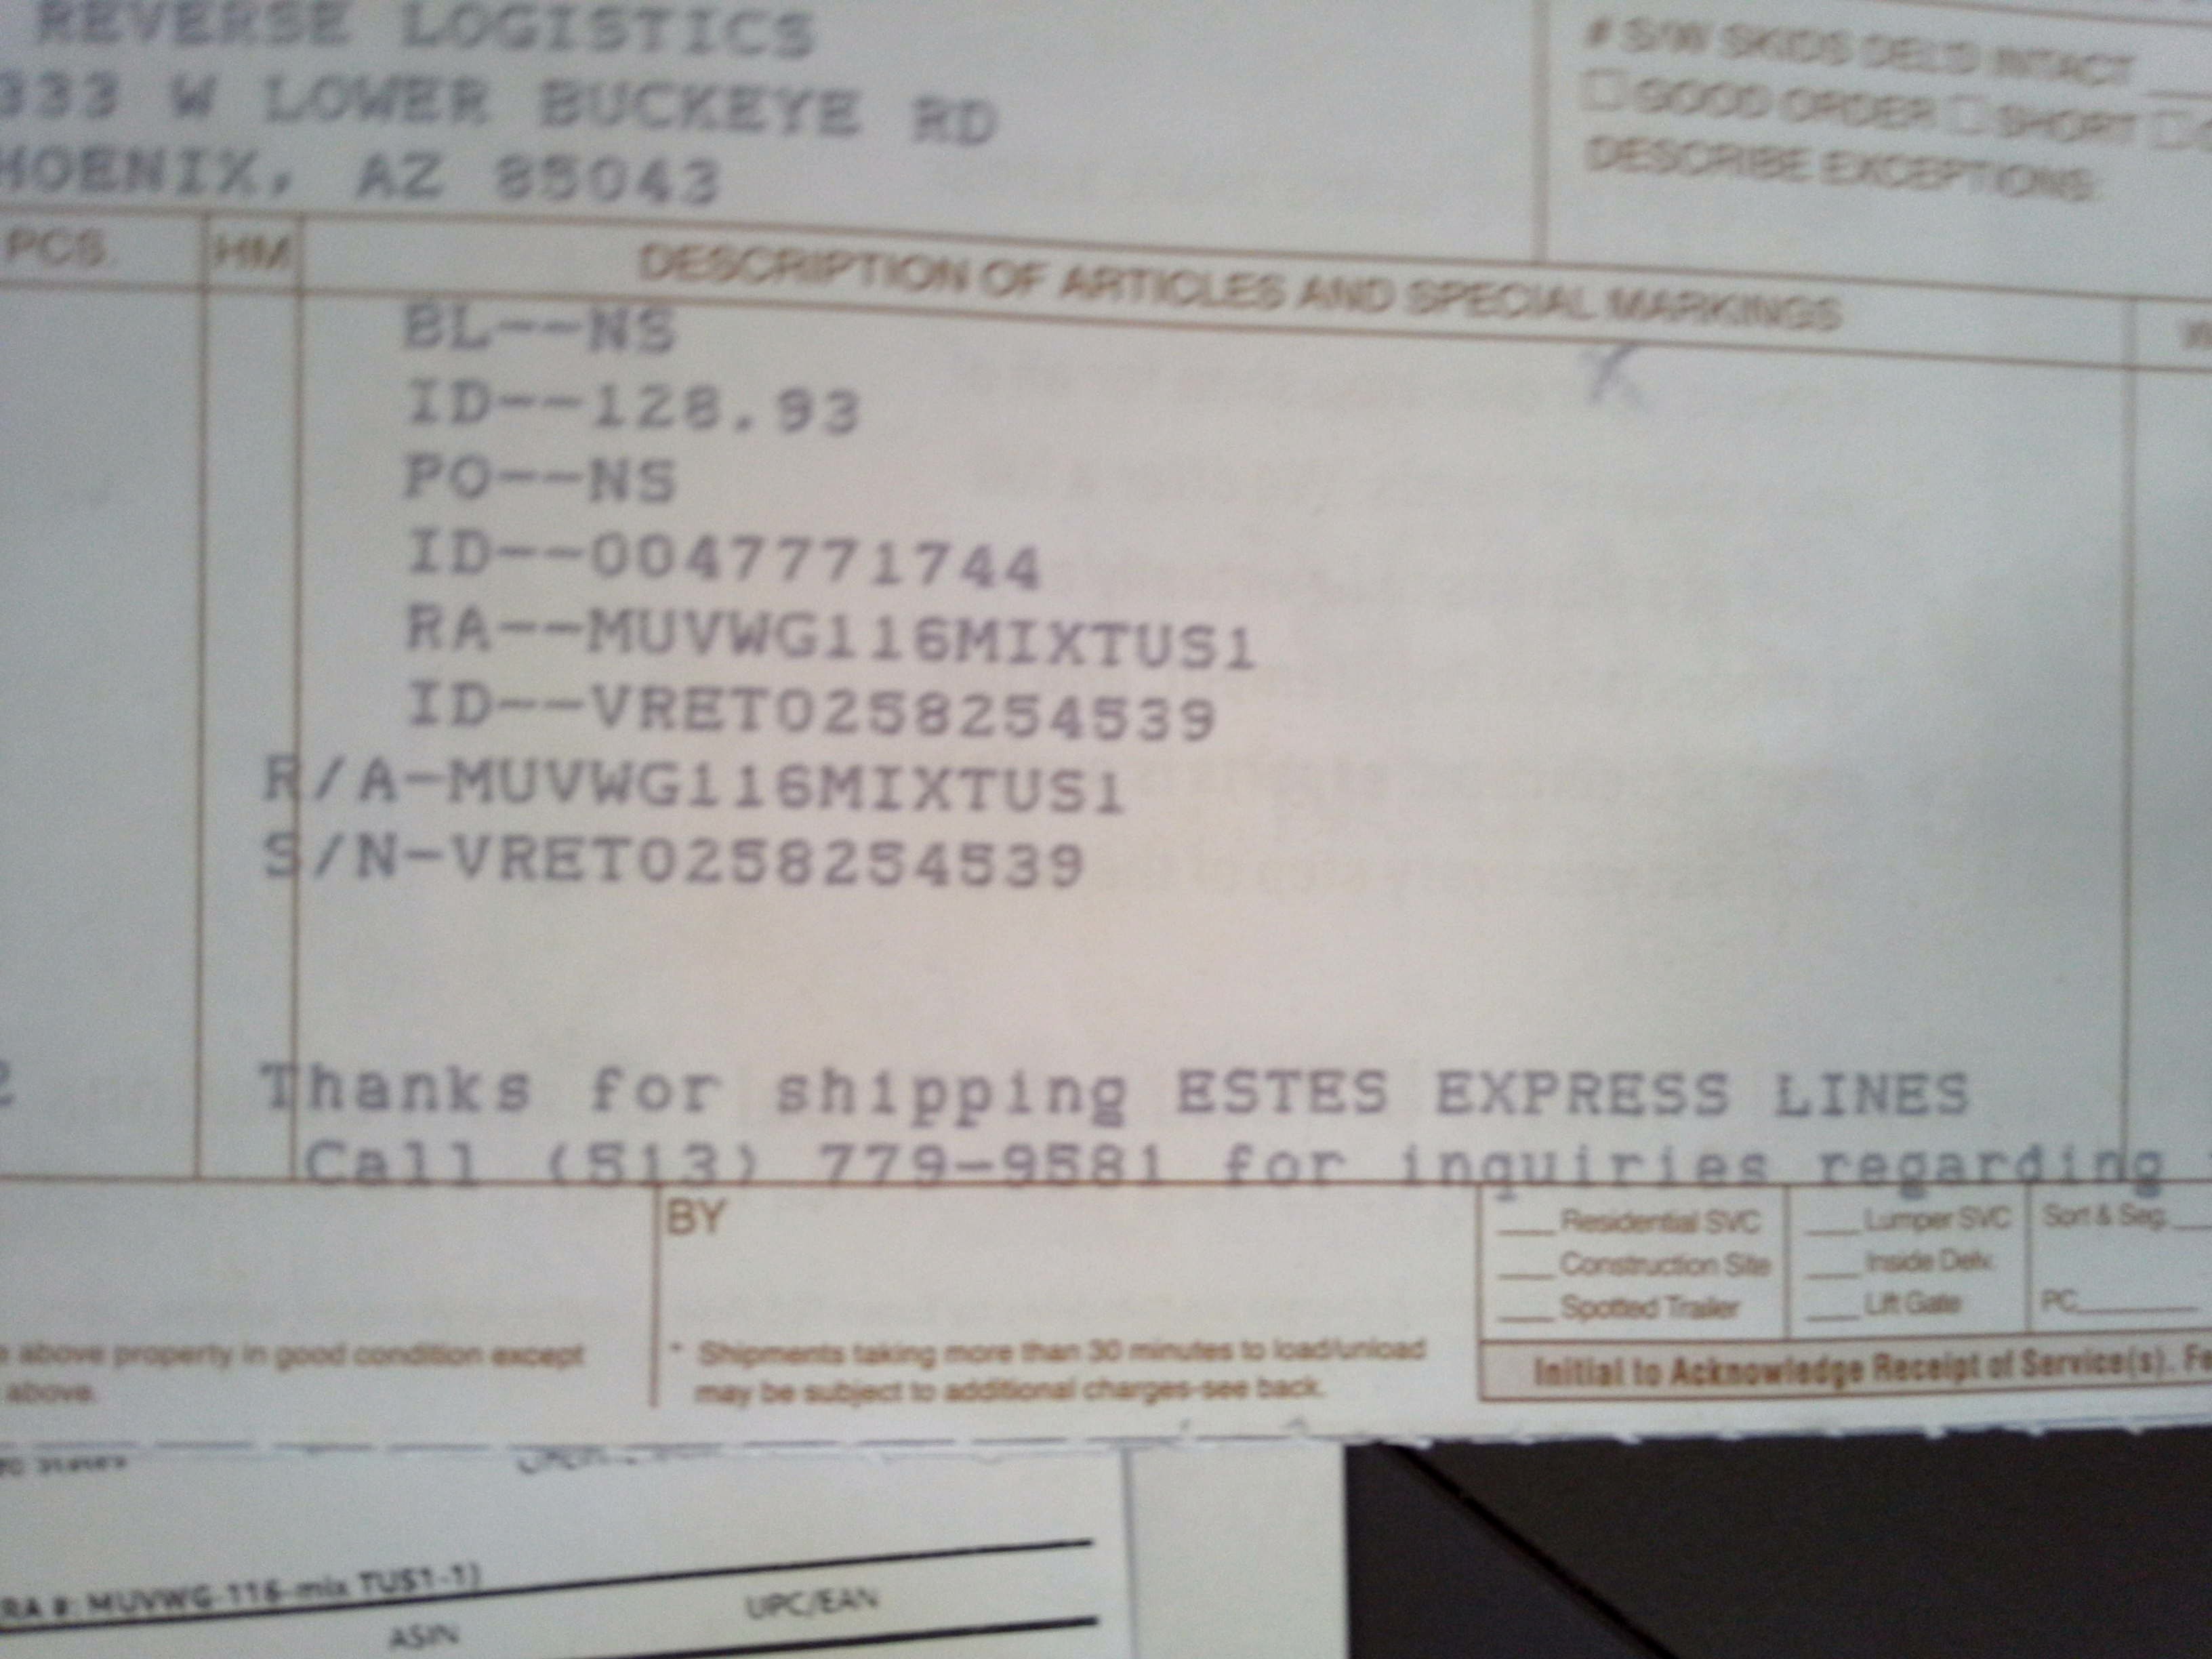 REVERSE LOGISTICS
333 W LOWER BUCKEYE RD
HOENIX, AZ 85043
# S/W SKIDS DEL'D INTACT
GOOD ORDER SHORT
DESCRIBE EXCEPTIONS:
PCS. HM DESCRIPTION OF ARTICLES AND SPECIAL MARKINGS
BL--NS
ID--128.93
PO--NS
ID--0047771744
RA--MUVWG116MIXTUS1
ID--VRET0258254539
R/A-MUVWG116MIXTUS1
S/N-VRET0258254539
2 Thanks for shipping ESTES EXPRESS LINES
Call (513) 779-9581 for inquiries regarding
BY
Residential SVC Lumper SVC Sort & Seg.
Construction Site Inside Delv.
Spotted Trailer Lift Gate PC
above property in good condition except
above.
* Shipments taking more than 30 minutes to load/unload
may be subject to additional charges-see back.
Initial to Acknowledge Receipt of Service(s). Fe
RA #: MUVWG-116-mix TUS1-1)
ASIN UPC/EAN